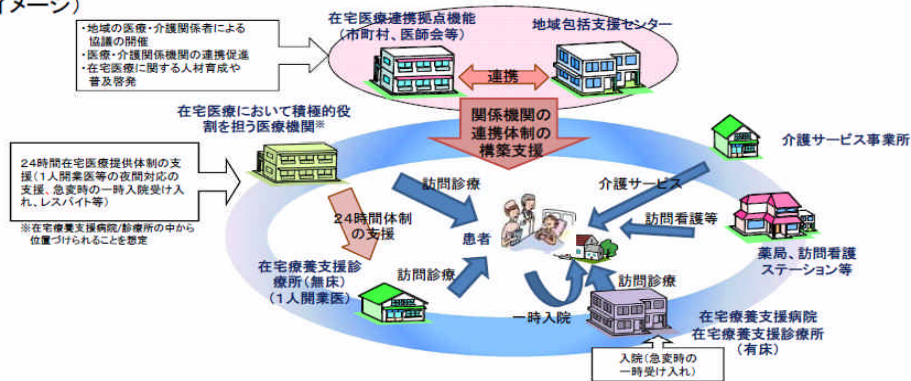 イメージ）
・地域の医療・介護関係者による
協議の開催
・医療・介護関係機関の連携促進
・在宅医療に関する人材育成や
普及啓発
在宅医療連携拠点機能
（市町村、医師会等）
地域包括支援センター
連携
関係機関の
連携体制の
構築支援
在宅医療において積極的役
割を担う医療機関※
24時間在宅医療提供体制の支
援（1人開業医等の夜間対応の
支援、急変時の一時入院受け入
れ、レスパイト等）
※在宅療養支援病院/診療所の中から
位置づけられることを想定
介護サービス事業所
訪問診療
介護サービス
24時間体制
の支援
患者
訪問看護等
薬局、訪問看護
ステーション等
在宅療養支援診
療所（無床）
（1人開業医）
訪問診療
訪問診療
一時入院
在宅療養支援病院
在宅療養支援診療所
（有床）
入院（急変時の
一時受け入れ）